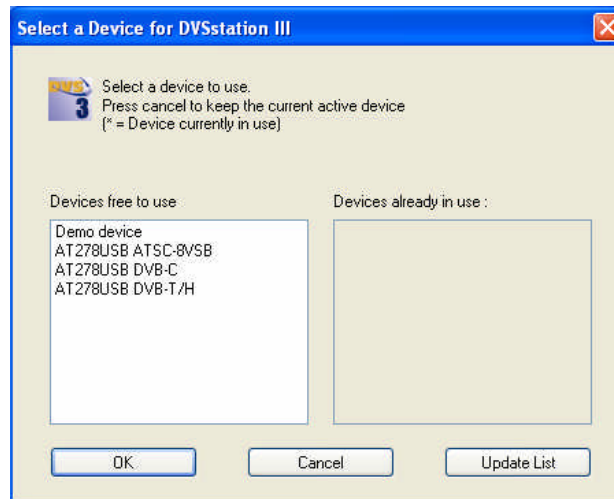 Select a Device for DVSstation III
DVS
3
Select a device to use.
Press cancel to keep the current active device
(* = Device currently in use)
Devices free to use
Devices already in use :
Demo device
AT278USB ATSC-8VSB
AT278USB DVB-C
AT278USB DVB-T/H
OK
Cancel
Update List